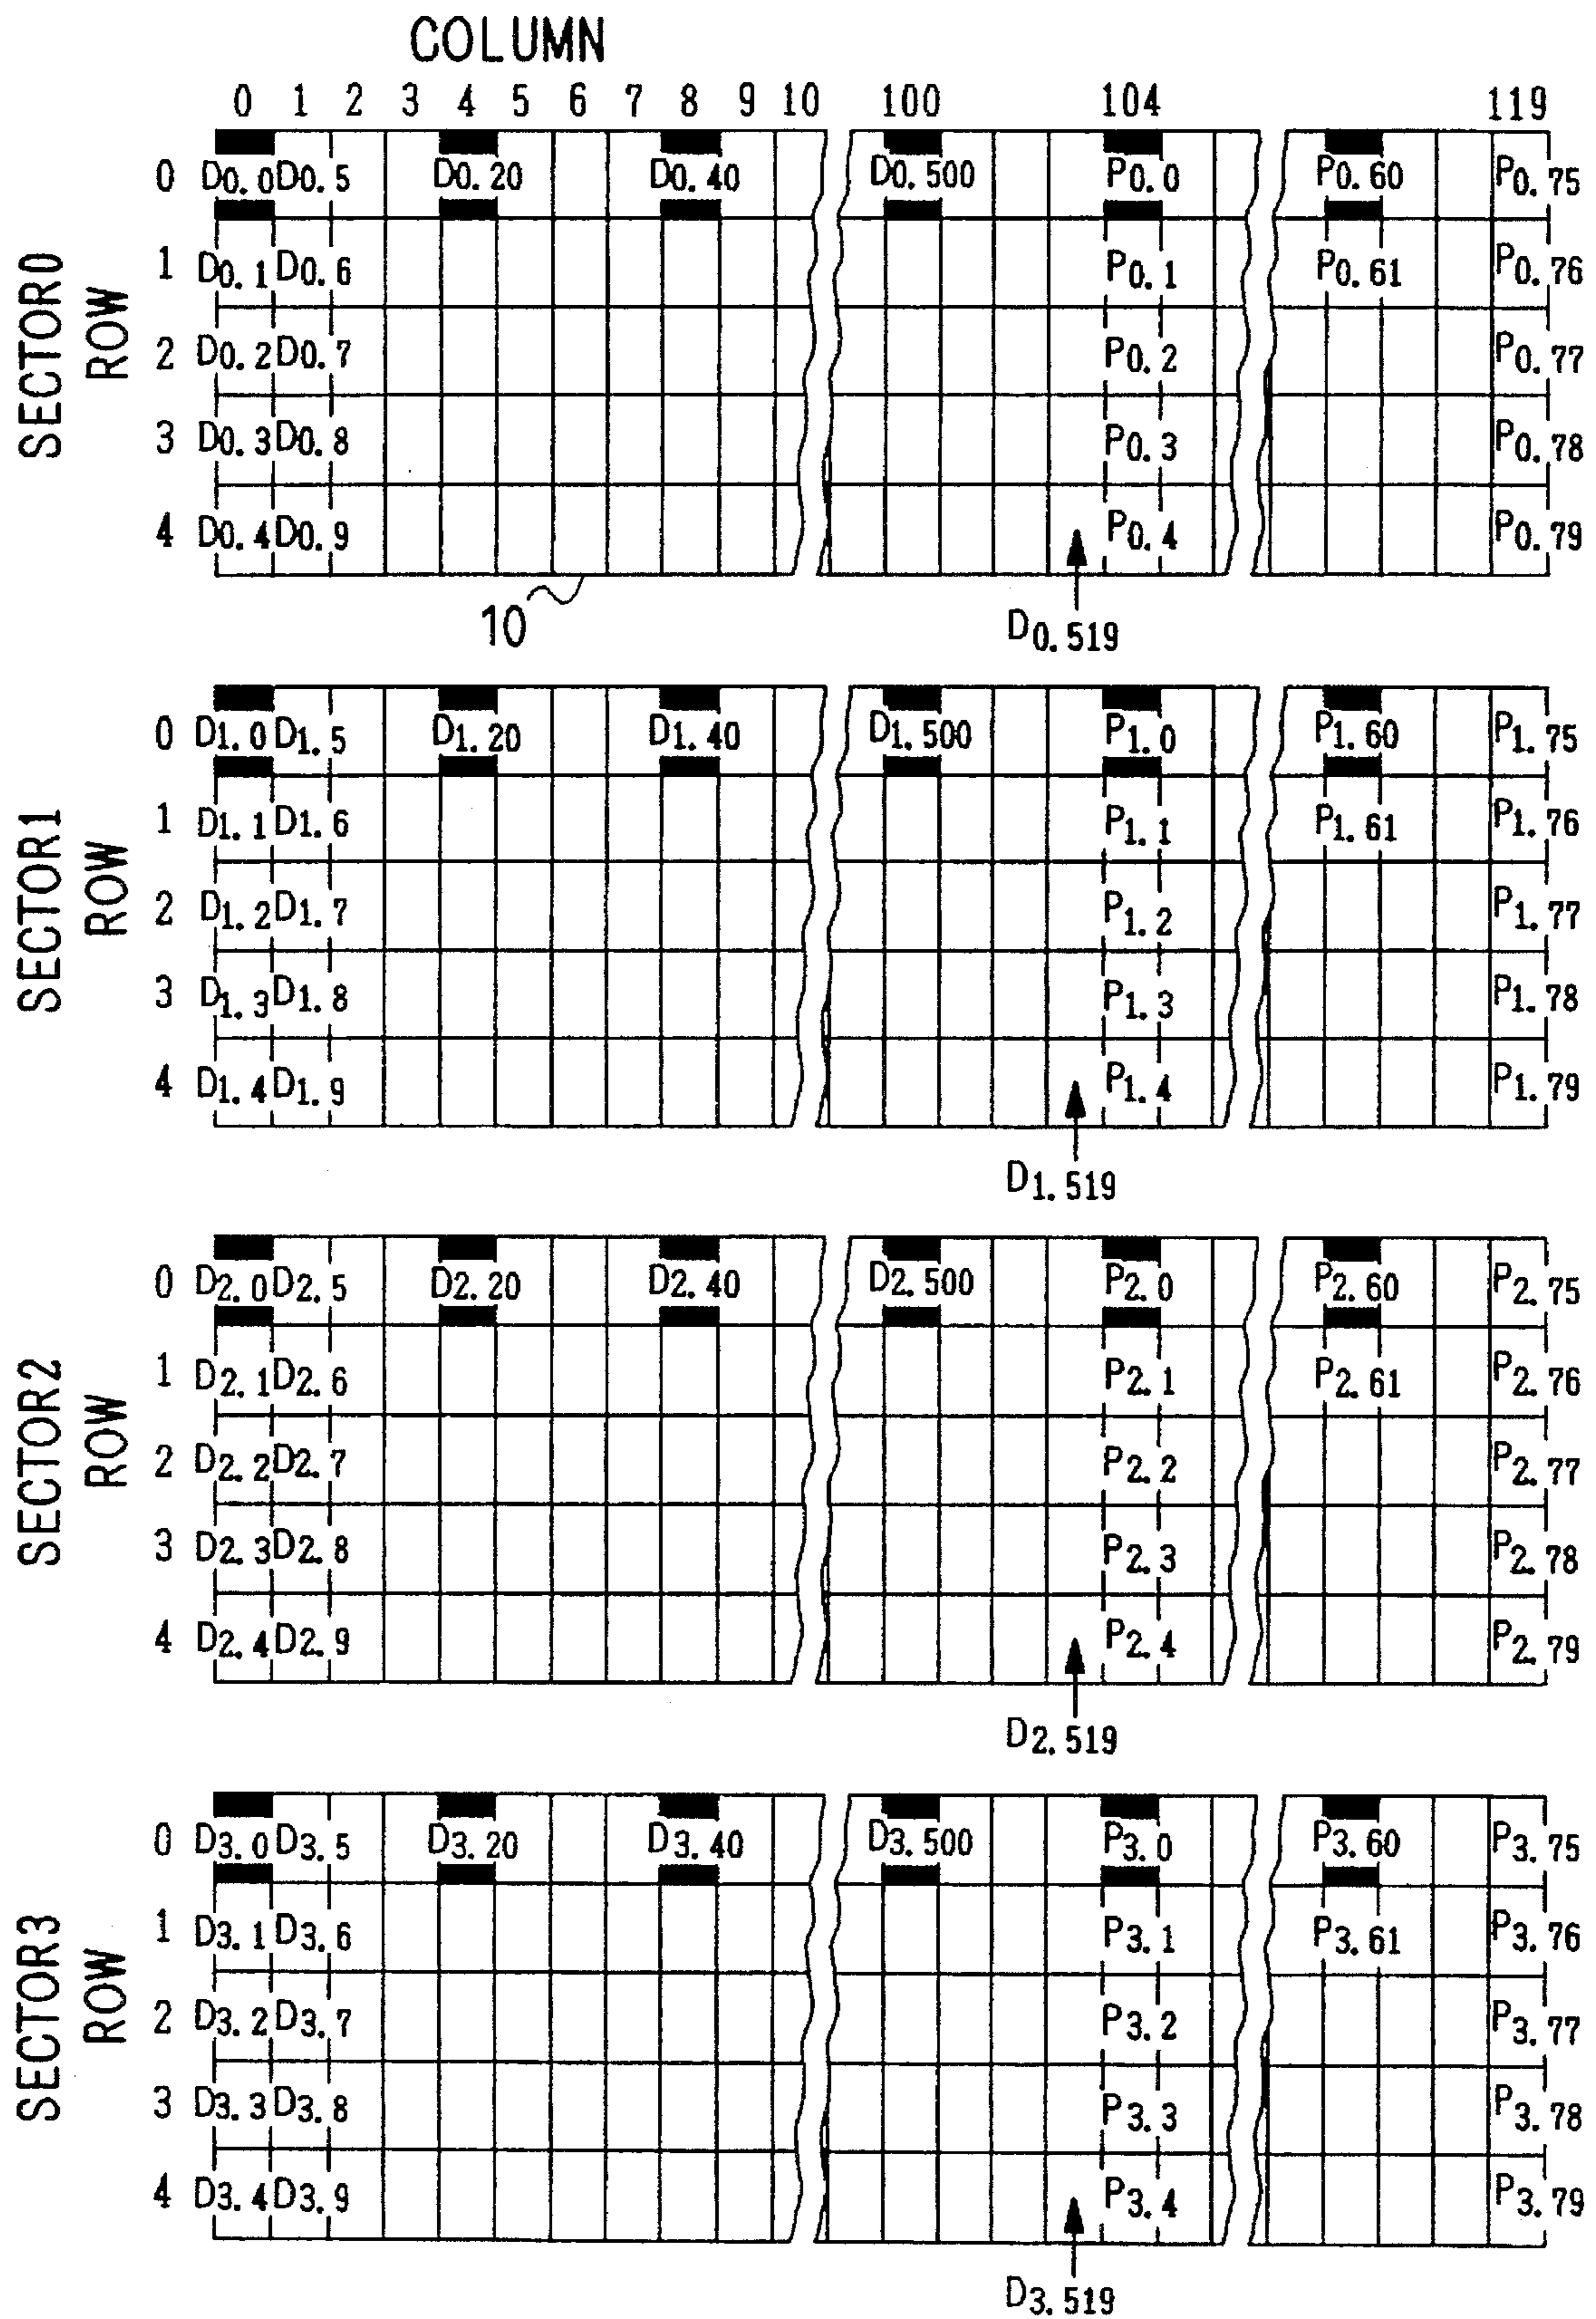 COLUMN
0 1 2 3 4 5 6 7 8 9 10 100 104 119
SECTOR0
ROW
0 D0.0 D0.5 D0.20 D0.40 D0.500 P0.0 P0.60 P0.75
1 D0.1 D0.6 P0.1 P0.61 P0.76
2 D0.2 D0.7 P0.2 P0.77
3 D0.3 D0.8 P0.3 P0.78
4 D0.4 D0.9 P0.4 P0.79
10 D0.519
SECTOR1
ROW
0 D1.0 D1.5 D1.20 D1.40 D1.500 P1.0 P1.60 P1.75
1 D1.1 D1.6 P1.1 P1.61 P1.76
2 D1.2 D1.7 P1.2 P1.77
3 D1.3 D1.8 P1.3 P1.78
4 D1.4 D1.9 P1.4 P1.79
D1.519
SECTOR2
ROW
0 D2.0 D2.5 D2.20 D2.40 D2.500 P2.0 P2.60 P2.75
1 D2.1 D2.6 P2.1 P2.61 P2.76
2 D2.2 D2.7 P2.2 P2.77
3 D2.3 D2.8 P2.3 P2.78
4 D2.4 D2.9 P2.4 P2.79
D2.519
SECTOR3
ROW
0 D3.0 D3.5 D3.20 D3.40 D3.500 P3.0 P3.60 P3.75
1 D3.1 D3.6 P3.1 P3.61 P3.76
2 D3.2 D3.7 P3.2 P3.77
3 D3.3 D3.8 P3.3 P3.78
4 D3.4 D3.9 P3.4 P3.79
D3.519